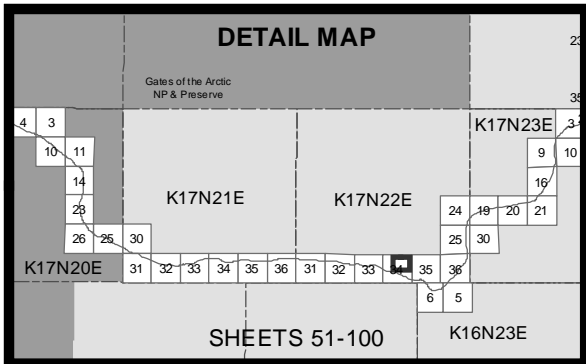 DETAIL MAP
23
Gates of the Arctic
NP & Preserve
35
4 3
K17N23E
3
10 11
9 10
14
16
K17N21E
K17N22E
23
24 19 20 21
26 25 30
25 30
K17N20E
31 32 33 34 35 36 31 32 33 34 35 36
6 5
SHEETS 51-100
K16N23E